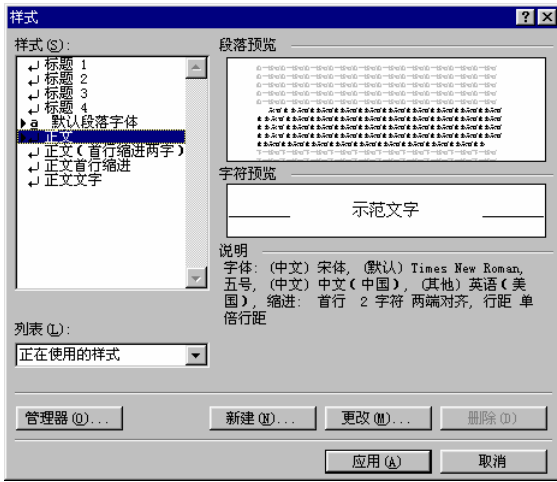 样式
样式(S):
标题 1
标题 2
标题 3
标题 4
a 默认段落字体
正文
正文(首行缩进两字)
正文首行缩进
正文文字
列表(L):
正在使用的样式
段落预览
字符预览
示范文字
说明
字体: (中文) 宋体, (默认) Times New Roman,
五号, (中文) 中文(中国), (其他) 英语(美
国), 缩进: 首行 2 字符 两端对齐, 行距 单
倍行距
管理器(O)...
新建(N)...
更改(M)...
删除(D)
应用(A)
取消